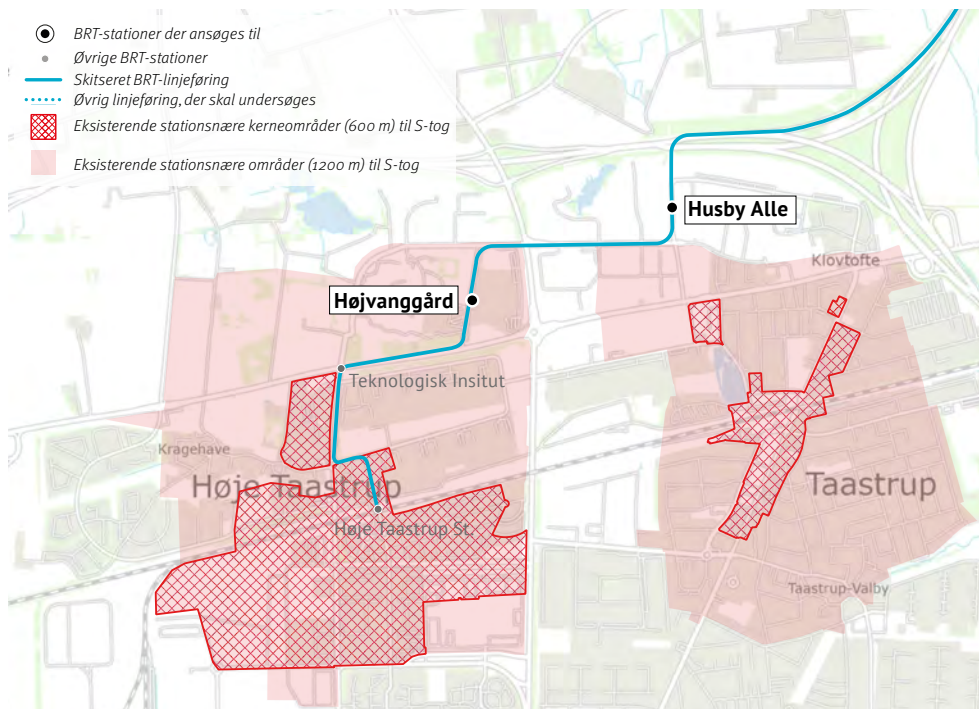 BRT-stationer der ansøges til
Øvrige BRT-stationer
Skitseret BRT-linjeføring
Øvrig linjeføring, der skal undersøges
Eksisterende stationsnære kerneområder (600 m) til S-tog
Eksisterende stationsnære områder (1200 m) til S-tog
Husby Alle
Klovtofte
Højvanggård
Teknologisk Insitut
Kragehave
Høje Taastrup
Taastrup
Høje Taastrup St.
Taastrup-Valby